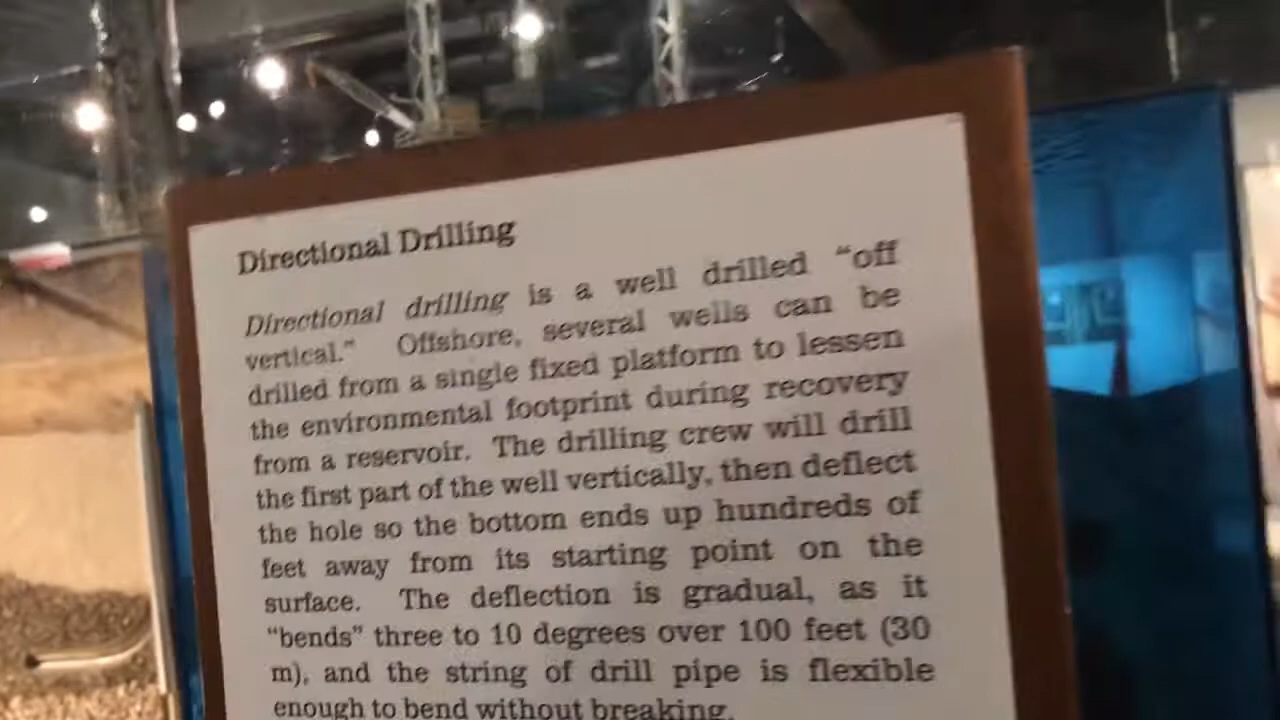 Directional Drilling
Directional drilling is a well drilled “off
vertical.” Offshore, several wells can be
drilled from a single fixed platform to lessen
the environmental footprint during recovery
from a reservoir. The drilling crew will drill
the first part of the well vertically, then deflect
the hole so the bottom ends up hundreds of
feet away from its starting point on the
surface. The deflection is gradual, as it
“bends” three to 10 degrees over 100 feet (30
m), and the string of drill pipe is flexible
enough to bend without breaking.